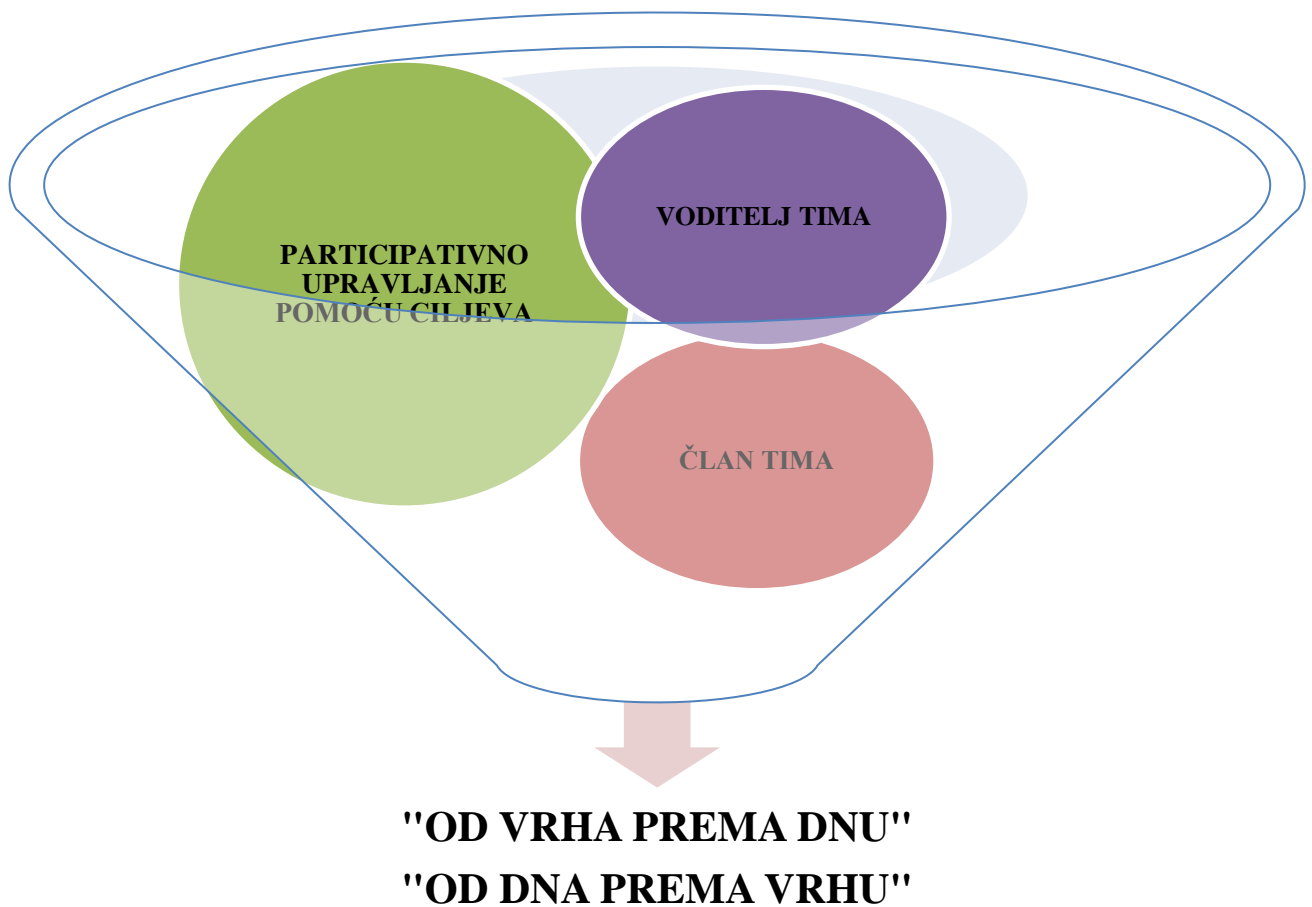 PARTICIPATIVNO
UPRAVLJANJE
POMOĆU CILJEVA
VODITELJ TIMA
ČLAN TIMA
"OD VRHA PREMA DNU"
"OD DNA PREMA VRHU"